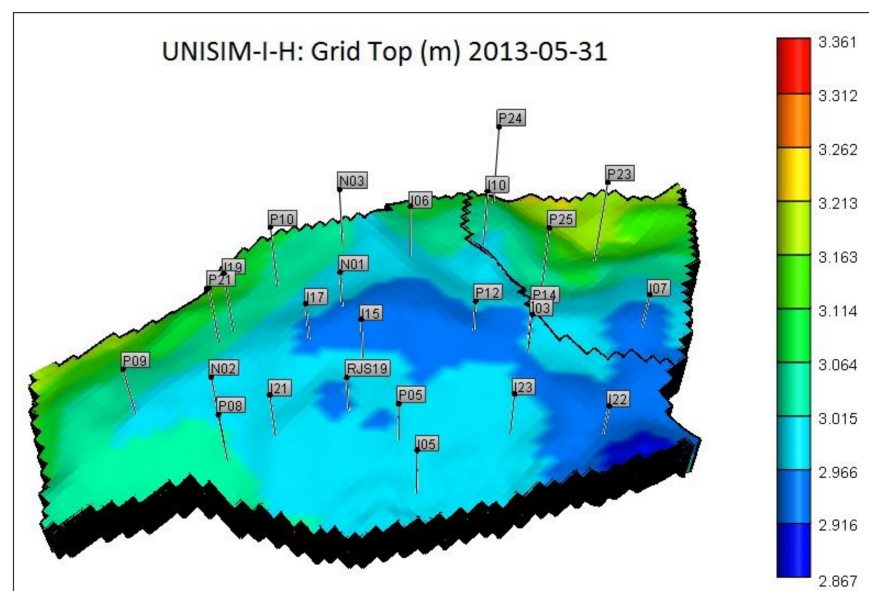 UNISIM-I-H: Grid Top (m) 2013-05-31
3.361
3.312
3.262
3.213
3.163
3.114
3.064
3.015
2.966
2.916
2.867
P24
N03
I06
I10
P23
P10
P25
I19
P21
N01
I17
I15
P12
P14
I03
I07
P09
N02
I21
RJS19
P05
I23
I22
P08
I05